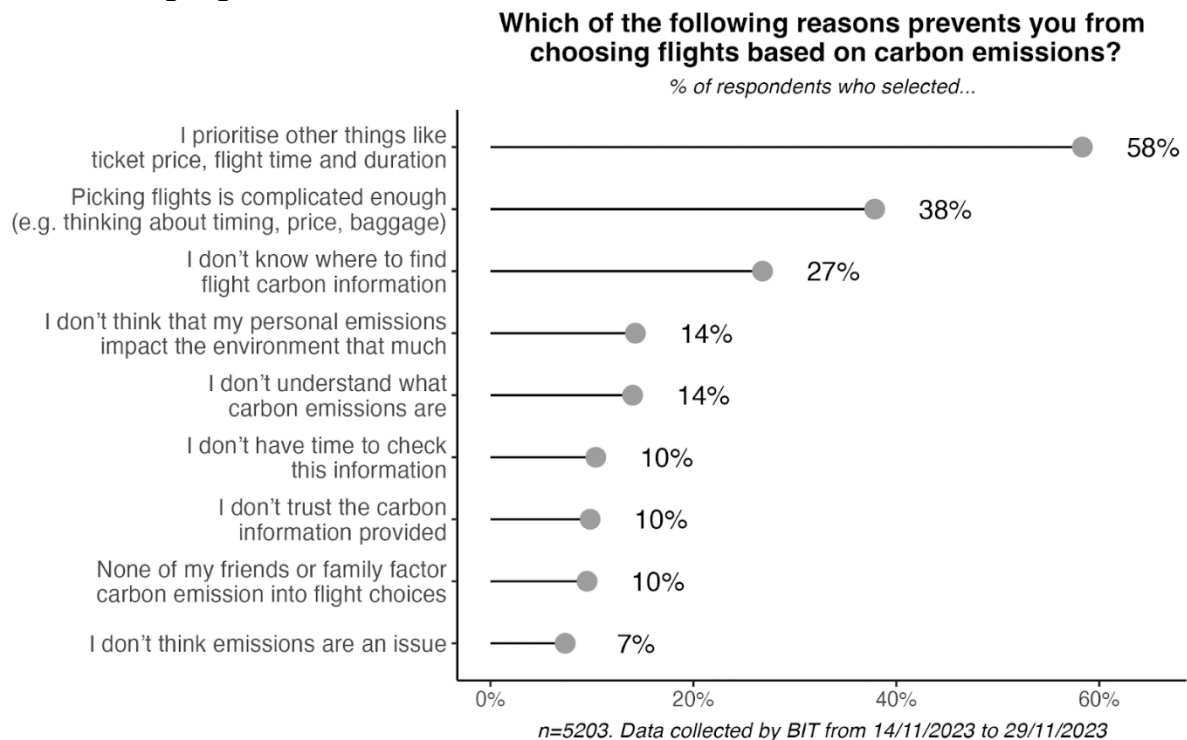 Which of the following reasons prevents you from
choosing flights based on carbon emissions?
% of respondents who selected...
I prioritise other things like
ticket price, flight time and duration
58%
Picking flights is complicated enough
(e.g. thinking about timing, price, baggage)
38%
I don't know where to find
flight carbon information
27%
I don't think that my personal emissions
impact the environment that much
14%
I don't understand what
carbon emissions are
14%
I don't have time to check
this information
10%
I don't trust the carbon
information provided
10%
None of my friends or family factor
carbon emission into flight choices
10%
I don't think emissions are an issue
7%
0% 20% 40% 60%
n=5203. Data collected by BIT from 14/11/2023 to 29/11/2023